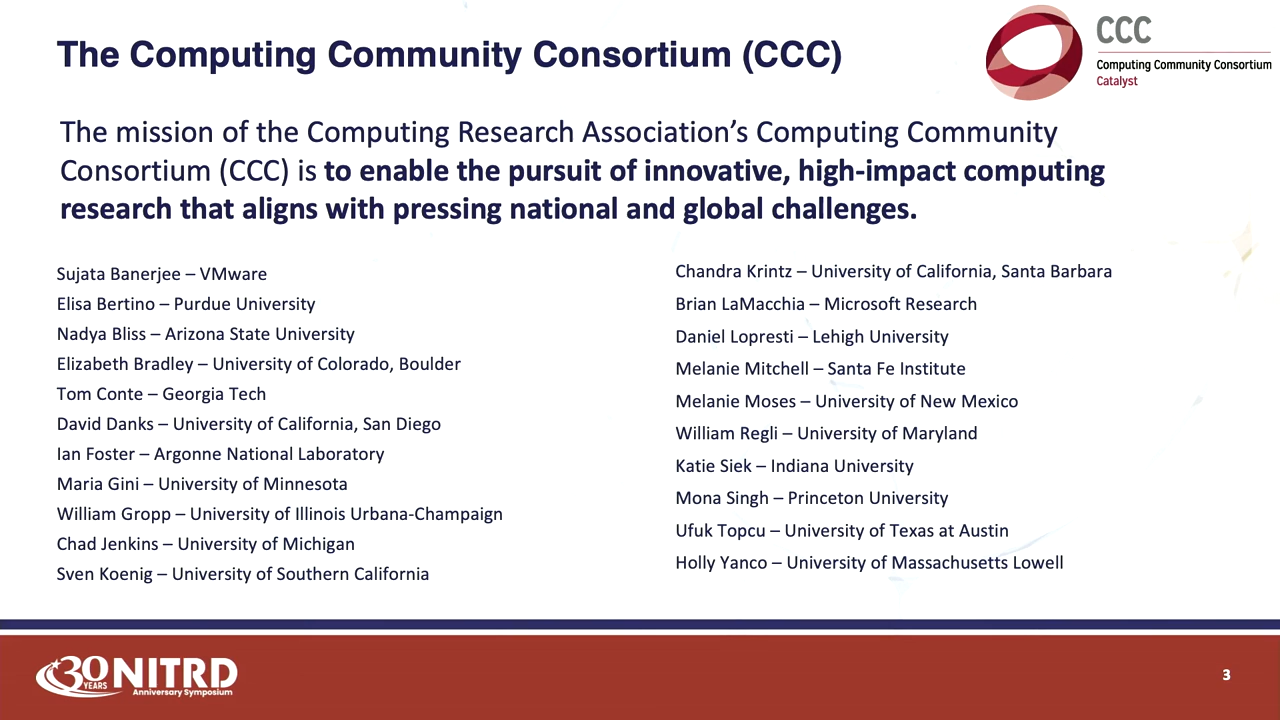 The Computing Community Consortium (CCC)
CCC
Computing Community Consortium
Catalyst
The mission of the Computing Research Association’s Computing Community
Consortium (CCC) is to enable the pursuit of innovative, high-impact computing
research that aligns with pressing national and global challenges.
Sujata Banerjee – VMware
Elisa Bertino – Purdue University
Nadya Bliss – Arizona State University
Elizabeth Bradley – University of Colorado, Boulder
Tom Conte – Georgia Tech
David Danks – University of California, San Diego
Ian Foster – Argonne National Laboratory
Maria Gini – University of Minnesota
William Gropp – University of Illinois Urbana-Champaign
Chad Jenkins – University of Michigan
Sven Koenig – University of Southern California
Chandra Krintz – University of California, Santa Barbara
Brian LaMacchia – Microsoft Research
Daniel Lopresti – Lehigh University
Melanie Mitchell – Santa Fe Institute
Melanie Moses – University of New Mexico
William Regli – University of Maryland
Katie Siek – Indiana University
Mona Singh – Princeton University
Ufuk Topcu – University of Texas at Austin
Holly Yanco – University of Massachusetts Lowell
30 YEARS NITRD
Anniversary Symposium
3